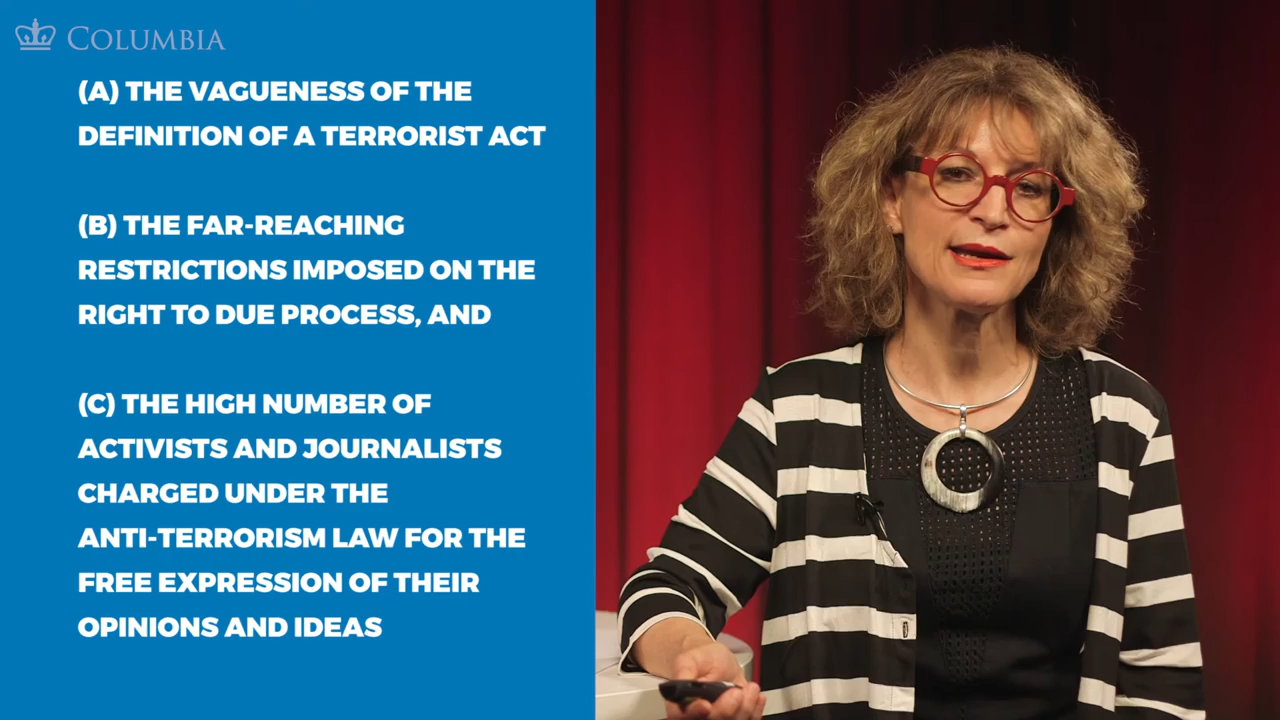 COLUMBIA
(A) THE VAGUENESS OF THE
DEFINITION OF A TERRORIST ACT
(B) THE FAR-REACHING
RESTRICTIONS IMPOSED ON THE
RIGHT TO DUE PROCESS, AND
(C) THE HIGH NUMBER OF
ACTIVISTS AND JOURNALISTS
CHARGED UNDER THE
ANTI-TERRORISM LAW FOR THE
FREE EXPRESSION OF THEIR
OPINIONS AND IDEAS